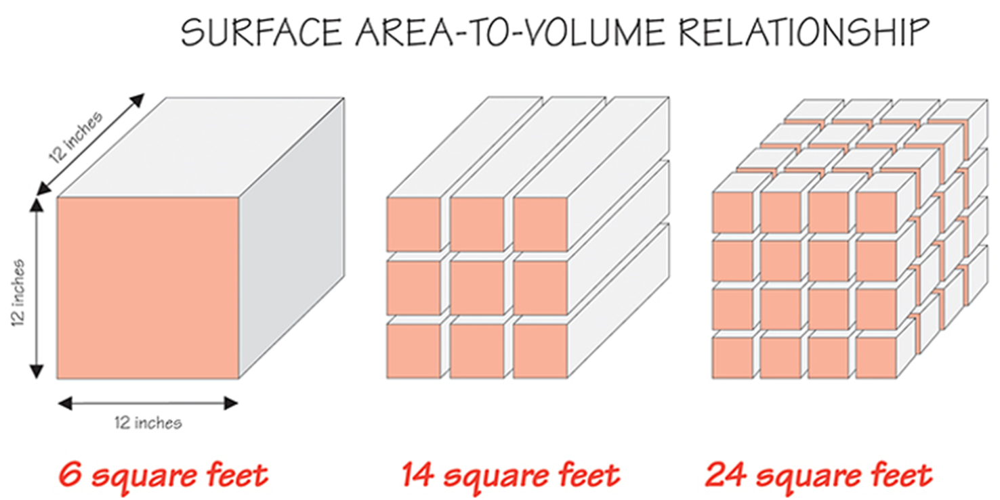 SURFACE AREA-TO-VOLUME RELATIONSHIP
12 inches
12 inches
12 inches
6 square feet
14 square feet
24 square feet